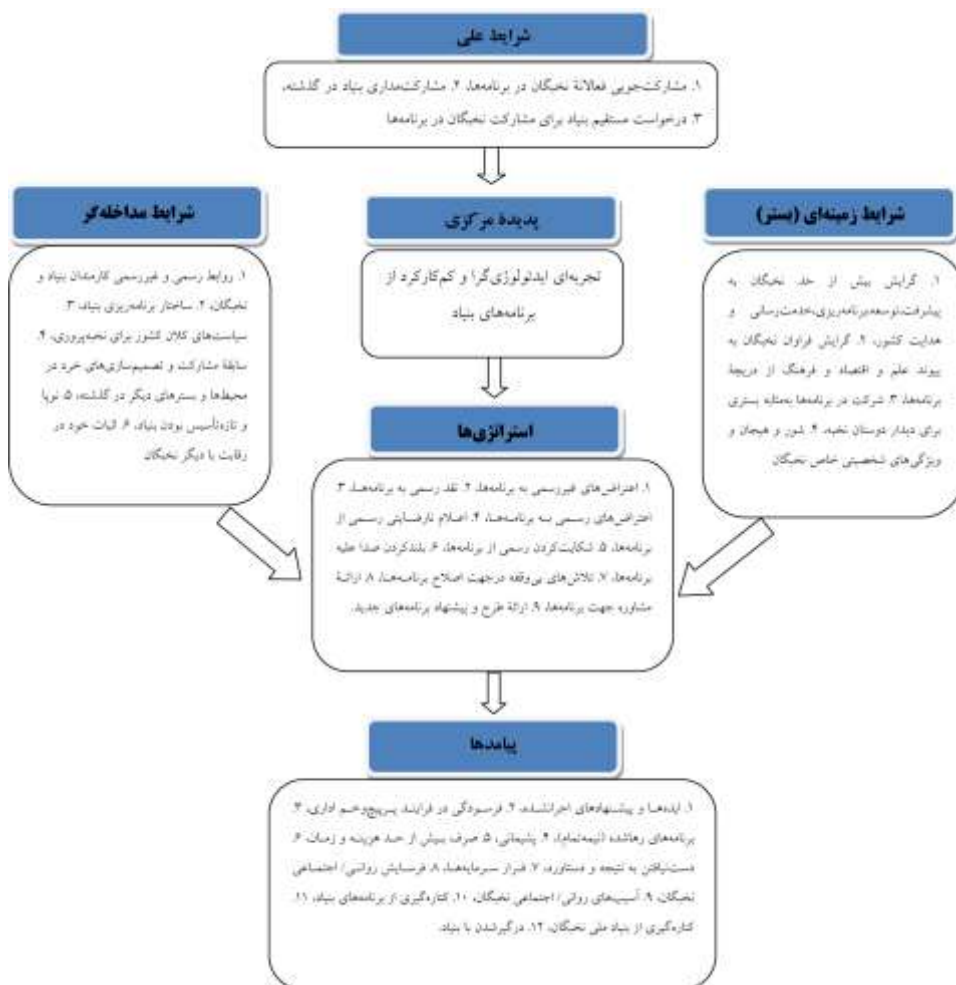 شرایط علی
۱. مشارکت‌جویی فعالانهٔ نخبگان در برنامه‌ها، ۲. مشارکت‌مداری بنیاد در گذشته،
۳. درخواست مستقیم بنیاد برای مشارکت نخبگان در برنامه‌ها
شرایط زمینه‌ای (بستر)
۱. گرایش بیش از حد نخبگان به
پیشرفت،توسعه،برنامه‌ریزی،خدمت‌رسانی و
هدایت کشور، ۲. گرایش فراوان نخبگان به
پیوند علم و اقتصاد و فرهنگ از دریچهٔ
برنامه‌ها، ۳. شرکت در برنامه‌ها به‌مثابه بستری
برای دیدار دوستان نخبه، ۴. شور و هیجان و
ویژگی‌های شخصیتی خاص نخبگان
پدیدهٔ مرکزی
تجربه‌ای ایدئولوژی‌گرا و کم‌کارکرد از
برنامه‌های بنیاد
شرایط مداخله‌گر
۱. روابط رسمی و غیررسمی کارمندان بنیاد و
نخبگان، ۲. ساختار برنامه‌ریزی بنیاد، ۳.
سیاست‌های کلان کشور برای نخبه‌پروری، ۴.
سابقهٔ مشارکت و تصمیم‌سازی‌های خرد در
محیط‌ها و بسترهای دیگر در گذشته، ۵. نوپا
و تازه‌تأسیس بودن بنیاد، ۶. اثبات خود در
رقابت با دیگر نخبگان
استراتژی‌ها
۱. اعتراض‌های غیررسمی به برنامه‌ها، ۲. نقد رسمی به برنامه‌ها، ۳.
اعتراض‌های رسمی به برنامه‌ها، ۴. اعلام نارضایتی رسمی از
برنامه‌ها، ۵. شکایت‌کردن رسمی از برنامه‌ها، ۶. بلندکردن صدا علیه
برنامه‌ها، ۷. تلاش‌های بی‌وقفه درجهت اصلاح برنامه‌ها، ۸. ارائهٔ
مشاوره جهت برنامه‌ها، ۹. ارائهٔ طرح و پیشنهاد برنامه‌های جدید.
پیامدها
۱. ایده‌ها و پیشنهادهای اجرانشده، ۲. فرسودگی در فرایند پرپیچ‌وخم اداری، ۳.
برنامه‌های رهاشده (نیمه‌تمام)، ۴. پشیمانی، ۵. صرف بیش از حد هزینه و زمان، ۶.
دست‌نیافتن به نتیجه و دستاورد، ۷. فرار سرمایه‌ها، ۸. فرسایش روانی/ اجتماعی
نخبگان، ۹. آسیب‌های روانی/ اجتماعی نخبگان، ۱۰. کناره‌گیری از برنامه‌های بنیاد، ۱۱.
کناره‌گیری از بنیاد ملی نخبگان، ۱۲. درگیرشدن با بنیاد.